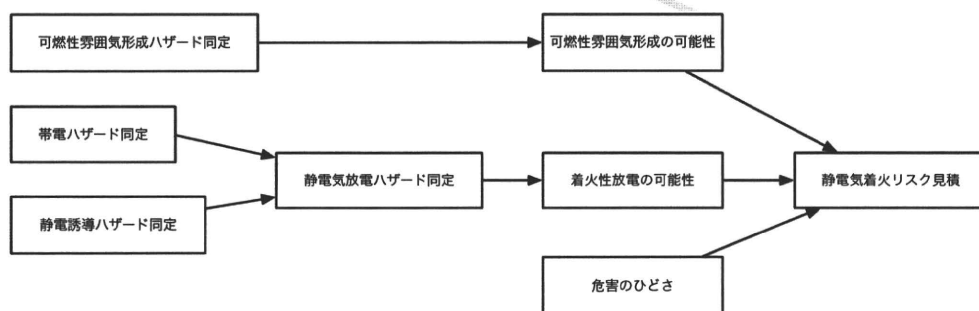 可燃性雰囲気形成ハザード同定
可燃性雰囲気形成の可能性
帯電ハザード同定
静電気放電ハザード同定
着火性放電の可能性
静電気着火リスク見積
静電誘導ハザード同定
危害のひどさ